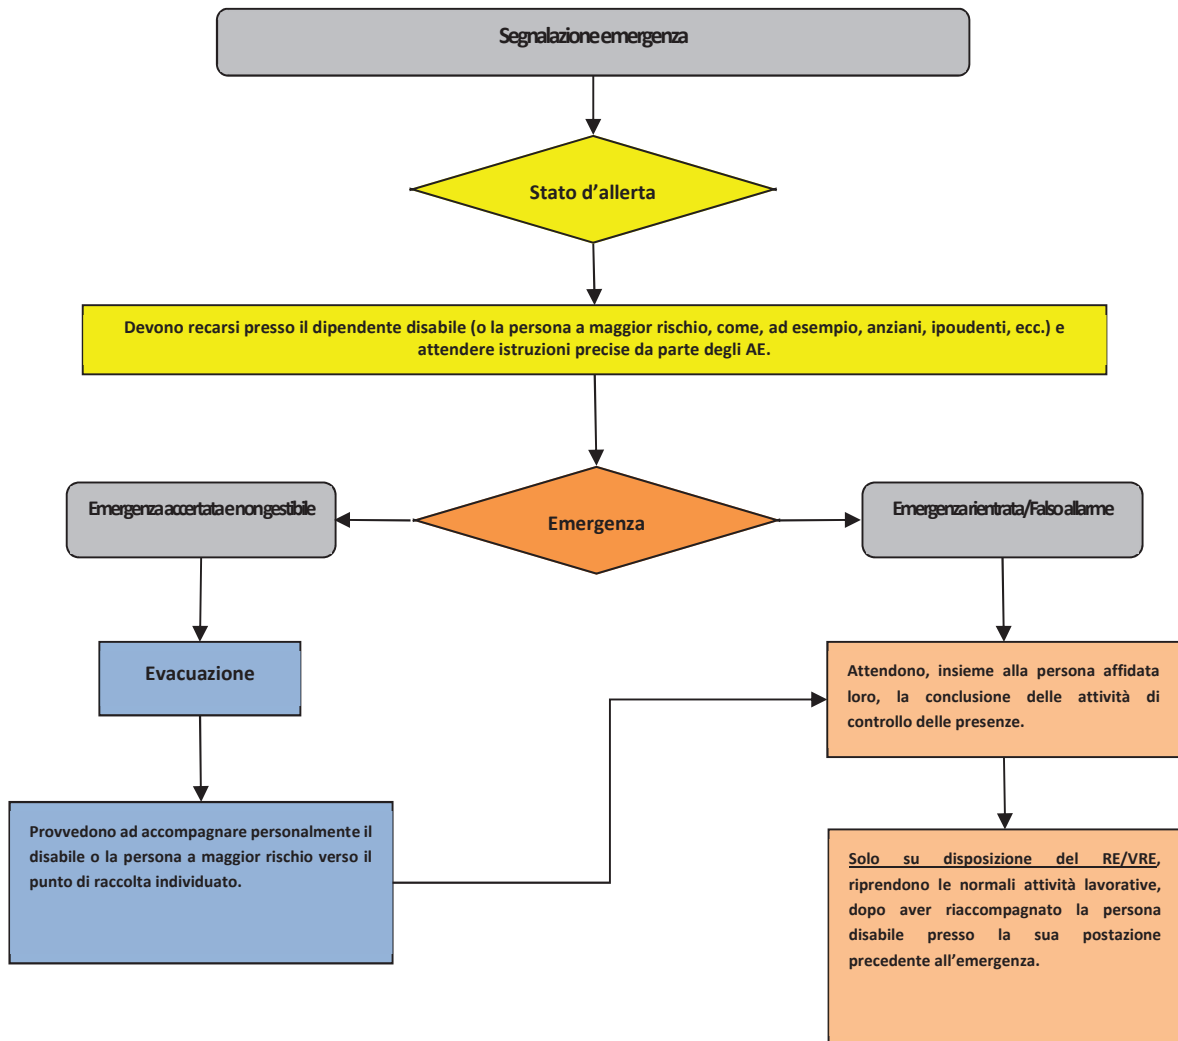 Segnalazione emergenza
Stato d'allerta
Devono recarsi presso il dipendente disabile (o la persona a maggior rischio, come, ad esempio, anziani, ipoudenti, ecc.) e
attendere istruzioni precise da parte degli AE.
Emergenza accertata e non gestibile
Emergenza
Emergenza rientrata/Falso allarme
Evacuazione
Attendono, insieme alla persona affidata
loro, la conclusione delle attività di
controllo delle presenze.
Provvedono ad accompagnare personalmente il
disabile o la persona a maggior rischio verso il
punto di raccolta individuato.
Solo su disposizione del RE/VRE,
riprendono le normali attività lavorative,
dopo aver riaccompagnato la persona
disabile presso la sua postazione
precedente all'emergenza.